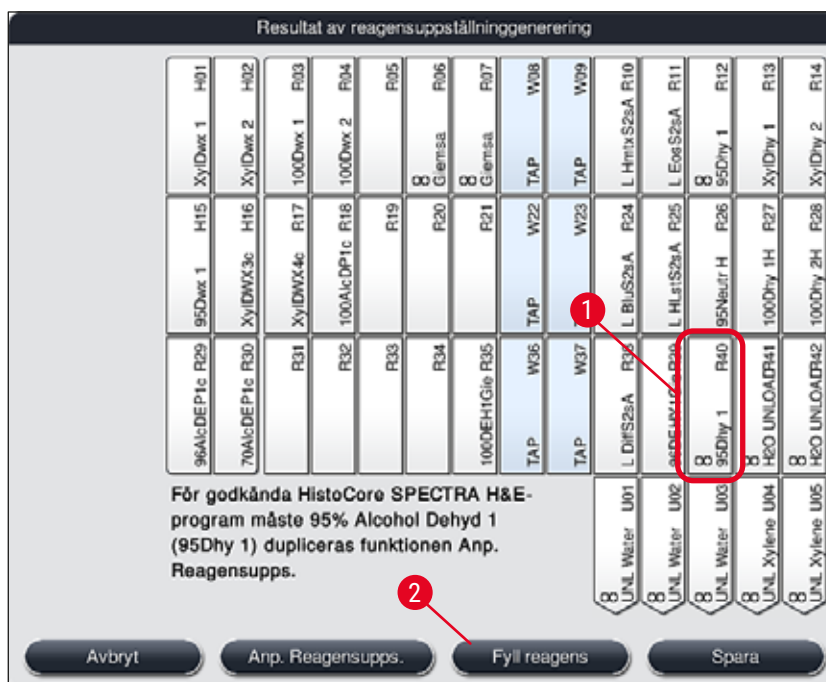 Resultat av reagensuppställninggenerering
XylDwx 1 H01
XylDwx 2 H02
100Dwx 1 R03
100Dwx 2 R04
R05
Giemsa R06
Giemsa R07
TAP W08
TAP W09
L HmtxS2sA R10
L EosS2sA R11
95Dhy 1 R12
XylDhy 1 R13
XylDhy 2 R14
95Dwx 1 H15
XylDWX3c H16
XylDWX4c R17
100AlcDP1c R18
R19
R20
R21
TAP W22
TAP W23
L BluS2sA R24
L HLstS2sA R25
95Neutr H R26
100Dhy 1H R27
100Dhy 2H R28
1
96AlcDEP1c R29
70AlcDEP1c R30
R31
R32
R33
R34
100DEH1Gie R35
TAP W36
TAP W37
L DiffS2sA R38
R39
95Dhy 1 R40
H2O UNLOAD R41
H2O UNLOAD R42
UNL Water U01
UNL Water U02
UNL Water U03
UNL Xylene U04
UNL Xylene U05
För godkända HistoCore SPECTRA H&E-
program måste 95% Alcohol Dehyd 1
(95Dhy 1) dupliceras funktionen Anp.
Reagensupps.
2
Avbryt
Anp. Reagensupps.
Fyll reagens
Spara